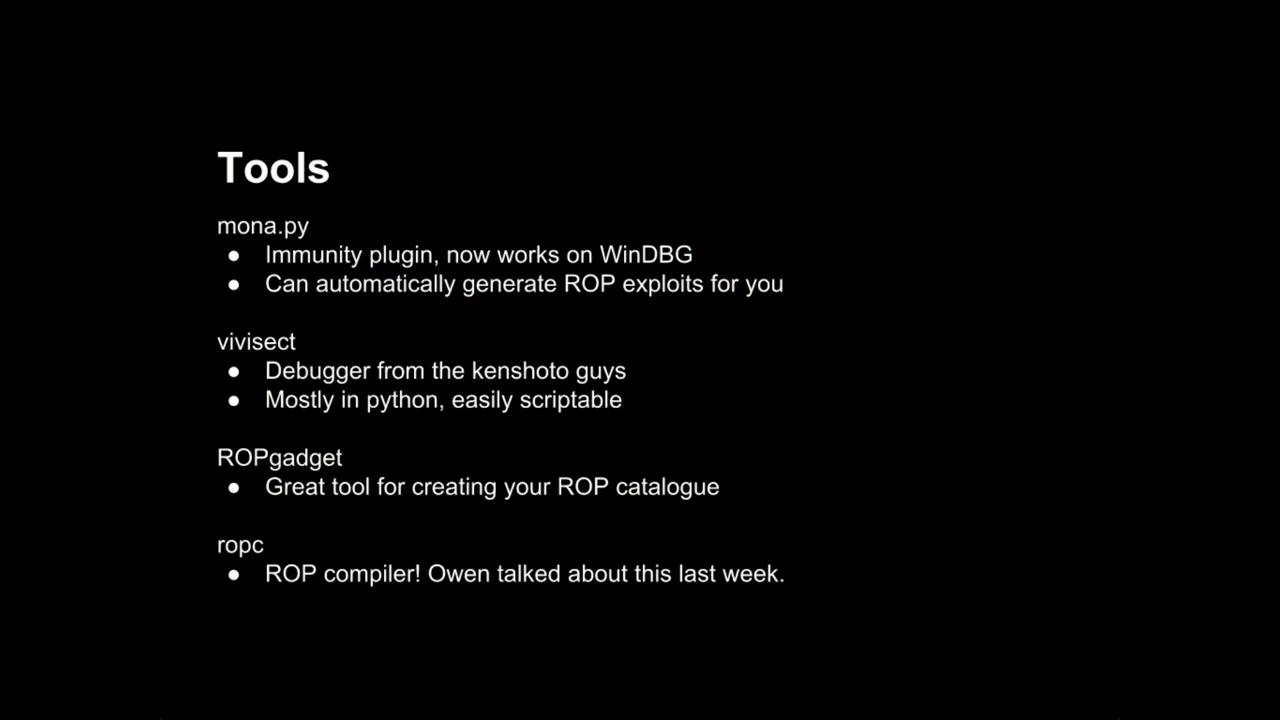 Tools
mona.py
● Immunity plugin, now works on WinDBG
● Can automatically generate ROP exploits for you
vivisect
● Debugger from the kenshoto guys
● Mostly in python, easily scriptable
ROPgadget
● Great tool for creating your ROP catalogue
ropc
● ROP compiler! Owen talked about this last week.